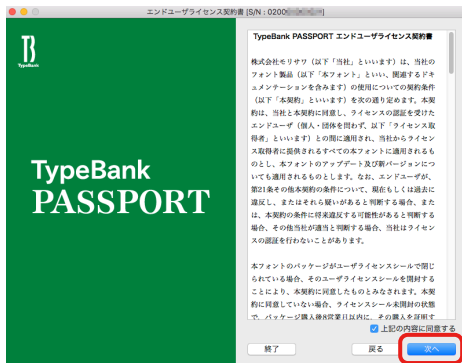 エンドユーザライセンス契約書 [S/N : 0200
TypeBank
TypeBank
PASSPORT
TypeBank PASSPORT エンドユーザライセンス契約書
株式会社モリサワ（以下「当社」といいます）は、当社の
フォント製品（以下「本フォント」といい、関連するドキ
ュメンテーションを含みます）の使用についての契約条件
（以下「本契約」といいます）を次の通り定めます。本契
約は、当社と本契約に同意し、ライセンスの認証を受けた
エンドユーザ（個人・団体を問わず、以下「ライセンス取
得者」といいます）との間に適用され、当社からライセン
ス取得者に提供されるすべての本フォントに適用されるも
のとし、本フォントのアップデート及び新バージョンにつ
いても適用されるものとします。なお、エンドユーザが、
第21条その他本契約の条件について、現在もしくは過去に
違反し、またはそれら疑いがあると判断する場合、また
は、本契約の条件に将来違反する可能性があると判断する
場合、その他当社が適当と判断する場合、当社はライセン
スの認証を行わないことがあります。
本フォントのパッケージがユーザライセンスシールで閉じ
られている場合、そのユーザライセンスシールを開封する
ことにより、本契約に同意したものとみなされます。本契
約に同意していない場合、ライセンスシール未開封の状態
で、パッケージ購入後8営業日以内に、その購入を証明す
上記の内容に同意する
終了
戻る
次へ